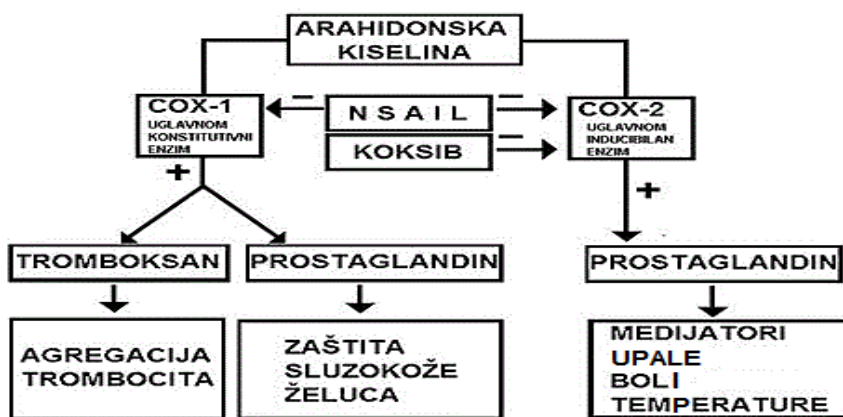 ARAHIDONSKA
KISELINA
COX-1
UGLAVNOM
KONSTITUTIVNI
ENZIM
–
N S A I L
–
COX-2
UGLAVNOM
INDUCIBILAN
ENZIM
KOKSIB
–
+
+
TROMBOKSAN
PROSTAGLANDIN
PROSTAGLANDIN
AGREGACIJA
TROMBOCITA
ZAŠTITA
SLUZOKOŽE
ŽELUCA
MEDIJATORI
UPALE
BOLI
TEMPERATURE